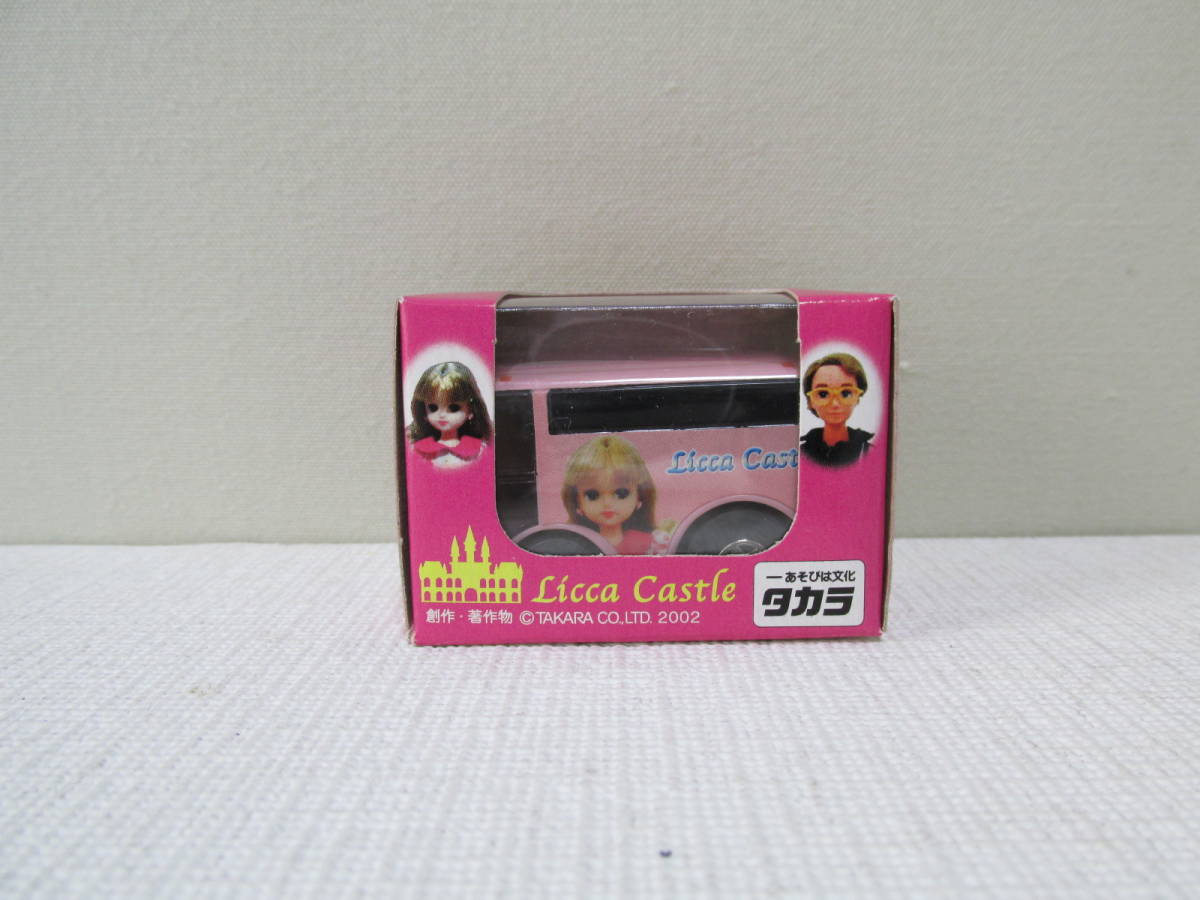 Licca Cast
Licca Castle
創作・著作物 ©TAKARA CO.,LTD. 2002
ーあそびは文化
タカラ